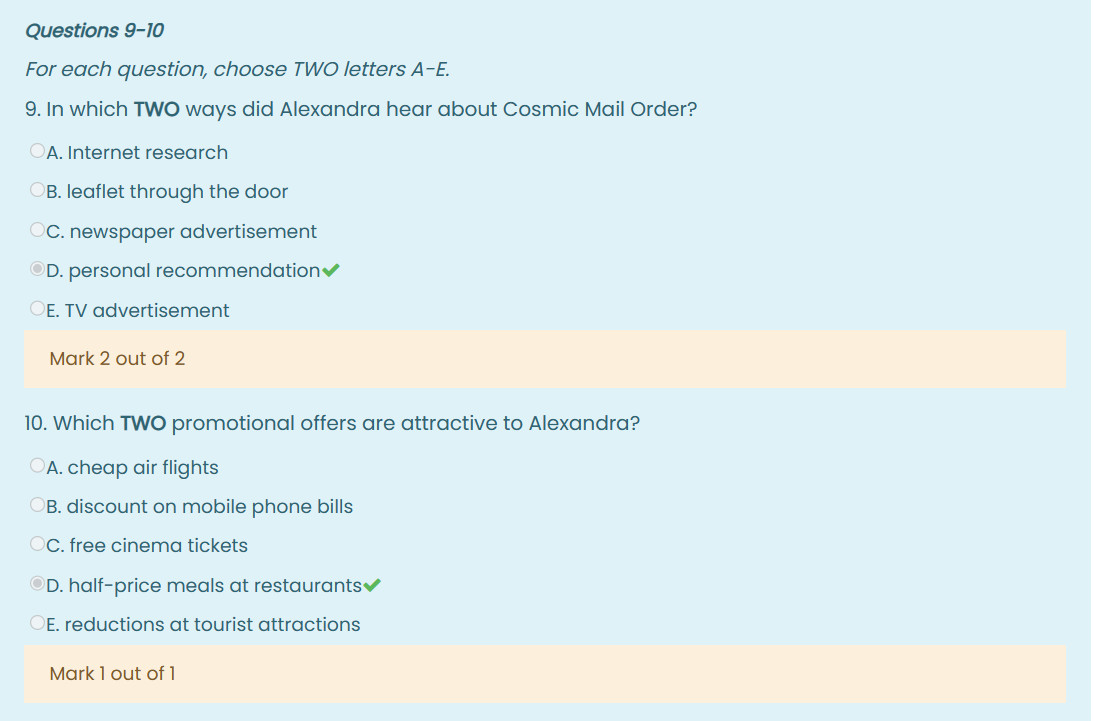 Questions 9-10
For each question, choose TWO letters A-E.
9. In which TWO ways did Alexandra hear about Cosmic Mail Order?
A. Internet research
B. leaflet through the door
C. newspaper advertisement
D. personal recommendation
E. TV advertisement
Mark 2 out of 2
10. Which TWO promotional offers are attractive to Alexandra?
A. cheap air flights
B. discount on mobile phone bills
C. free cinema tickets
D. half-price meals at restaurants
E. reductions at tourist attractions
Mark 1 out of 1